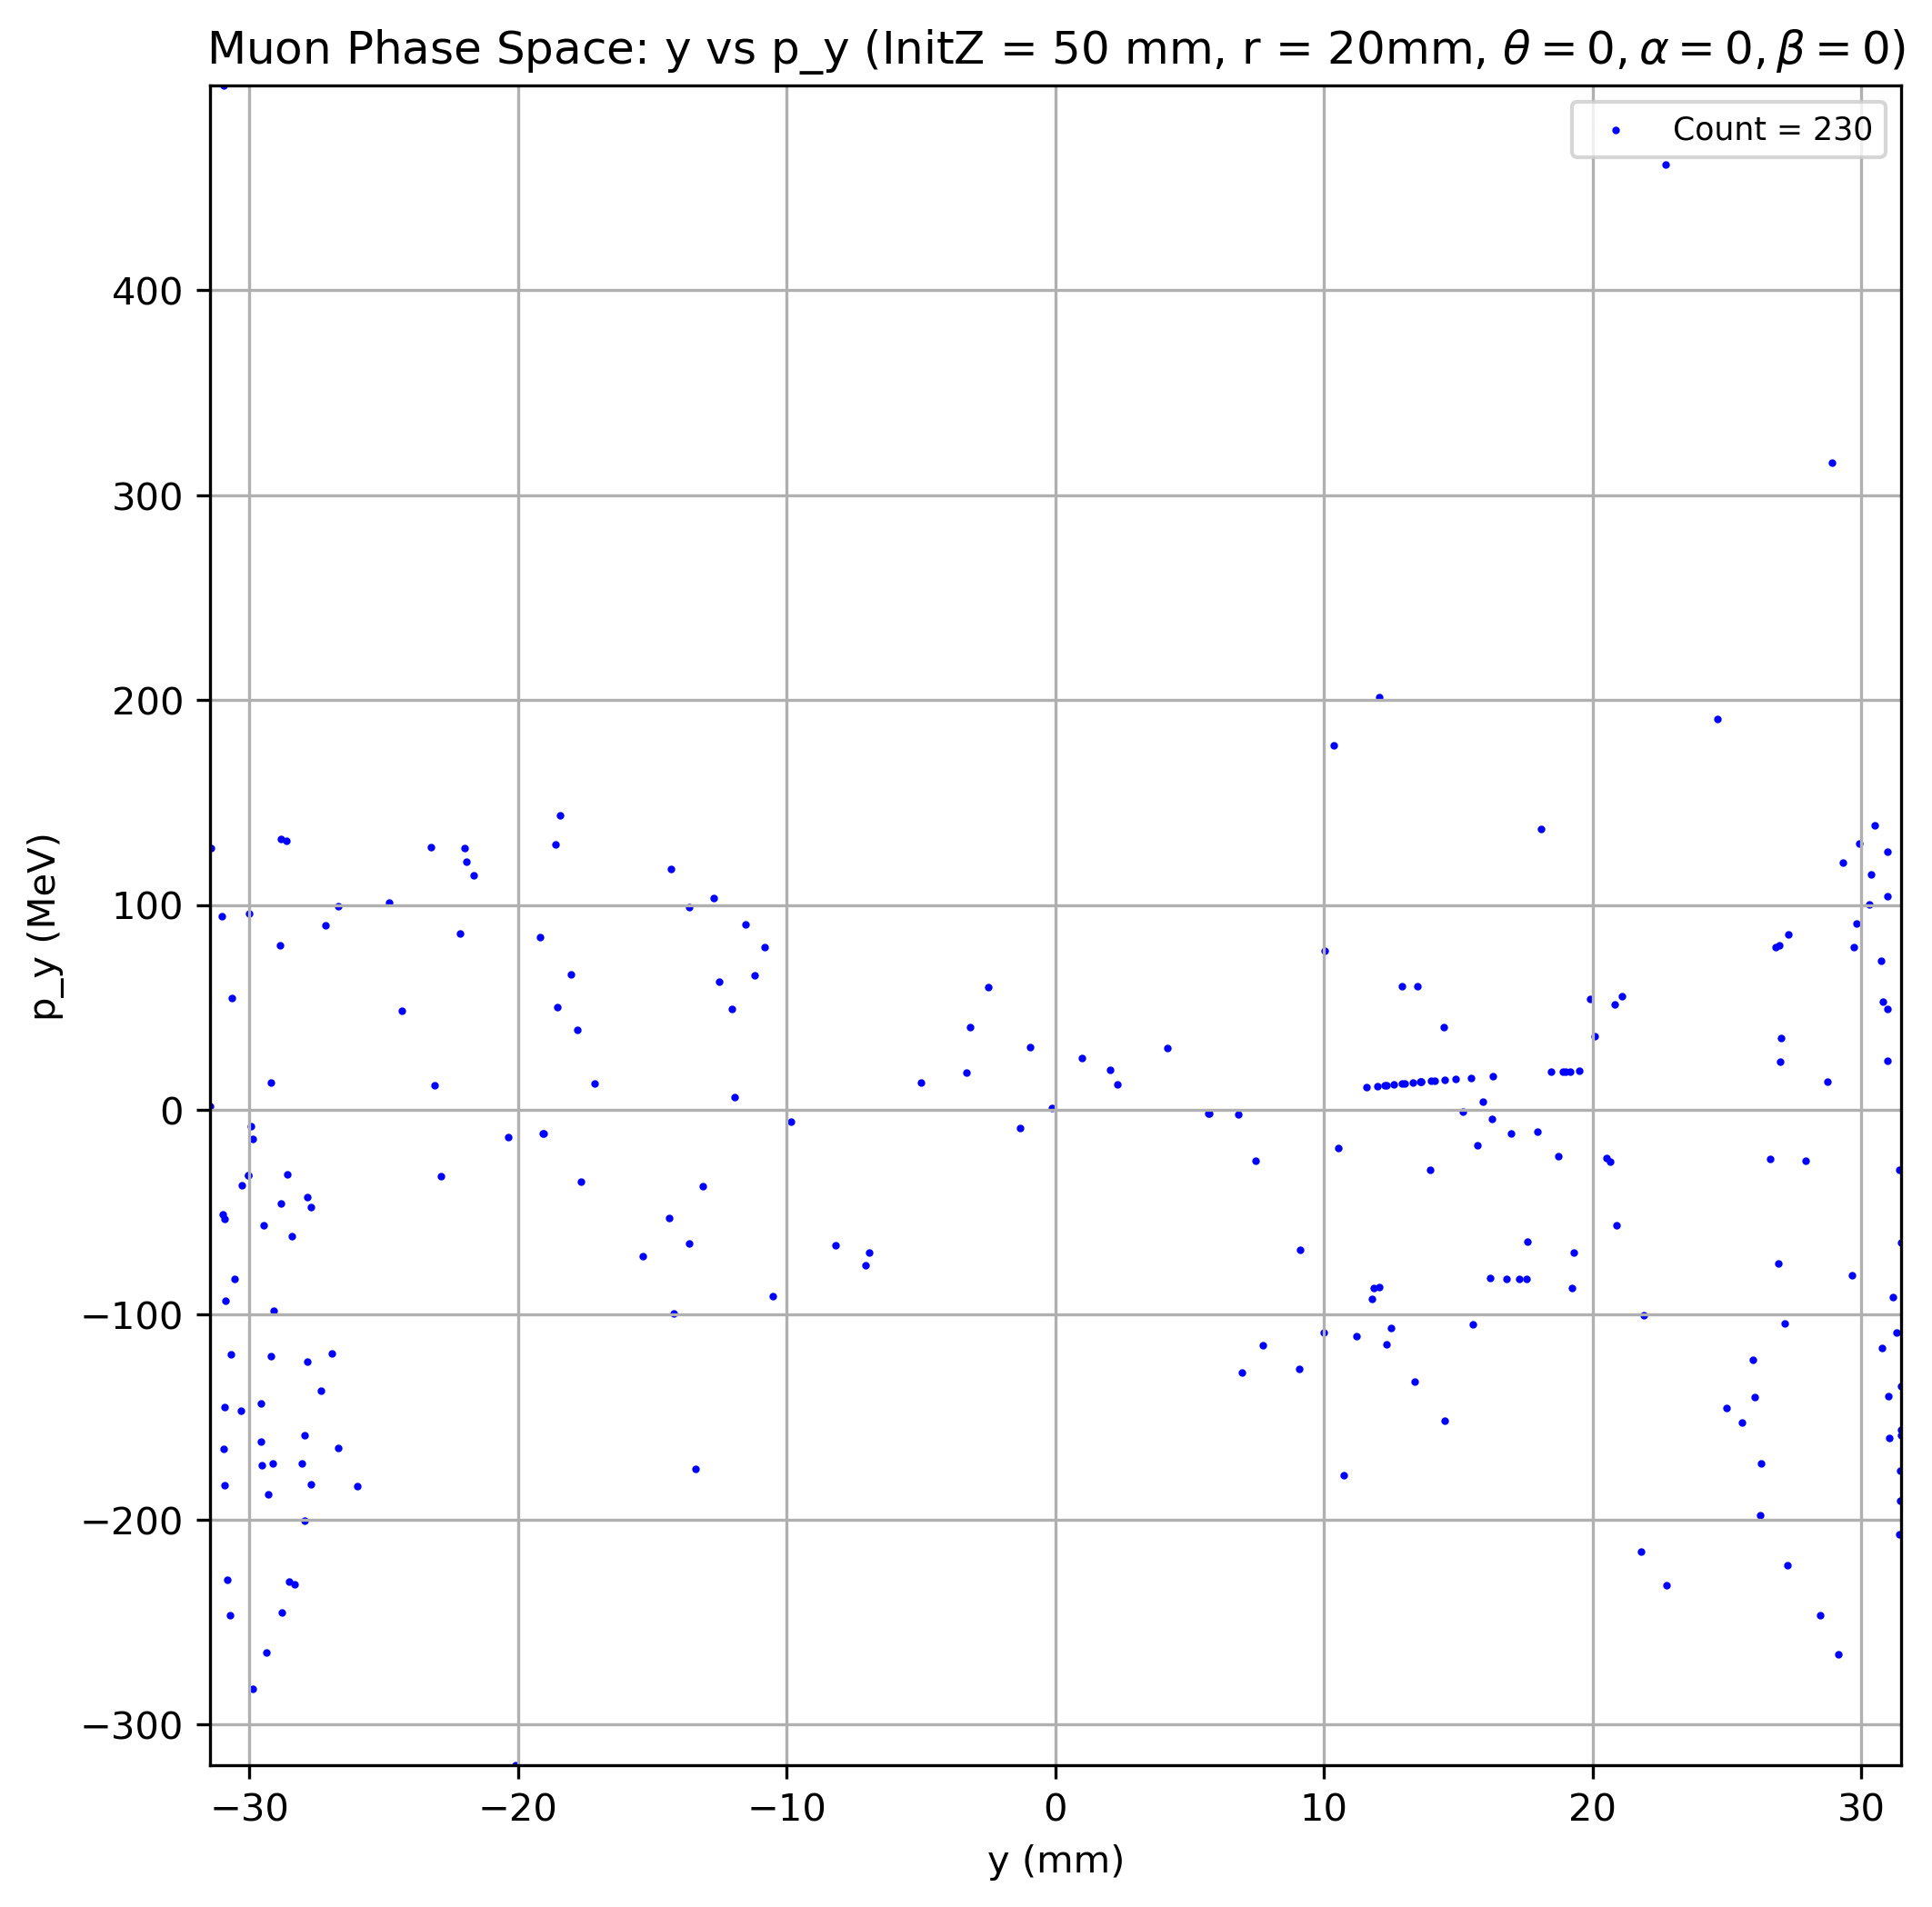 Muon Phase Space: y vs p_y (InitZ = 50 mm, r = 20mm, θ = 0, α = 0, β = 0)
Count = 230
400
300
200
100
0
−100
−200
−300
p_y (MeV)
−30 −20 −10 0 10 20 30
y (mm)